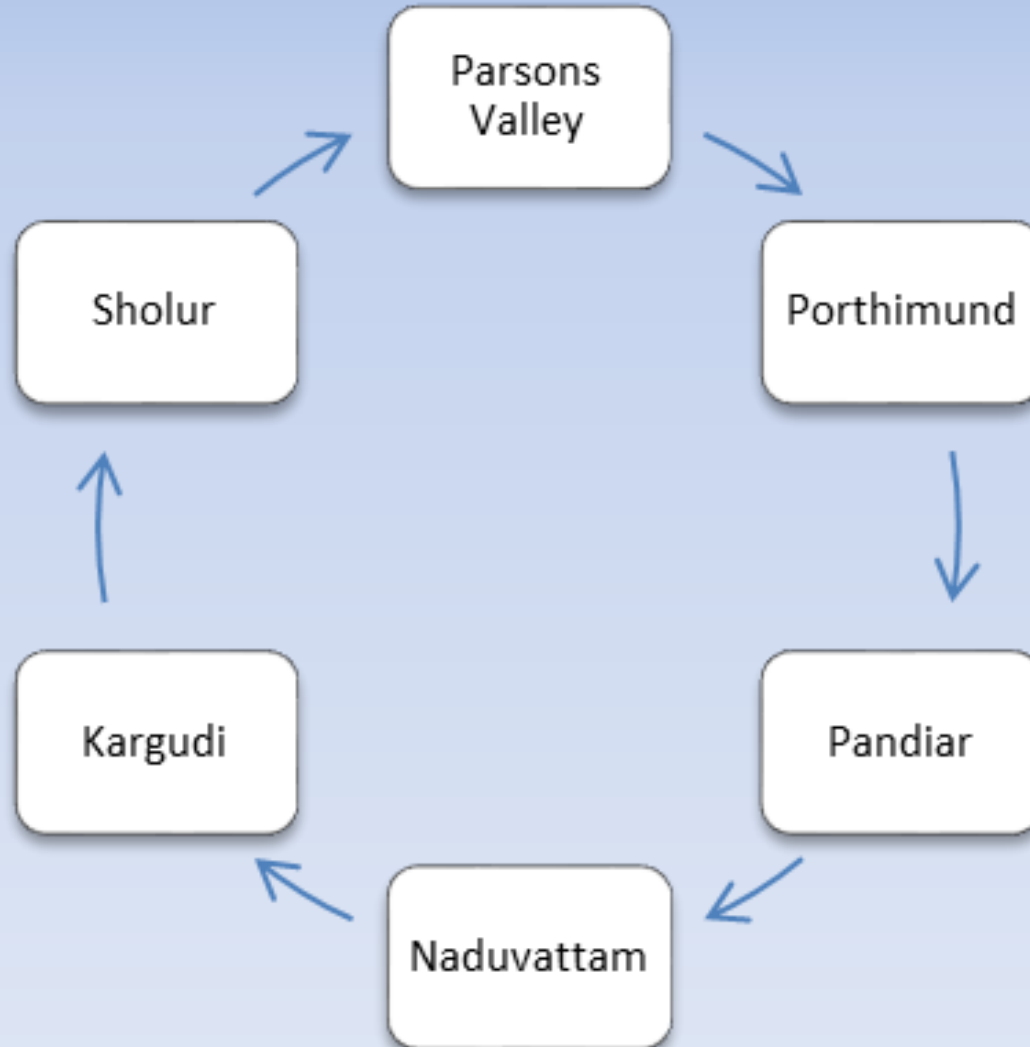 Parsons
Valley
Porthimund
Pandiar
Naduvattam
Kargudi
Sholur